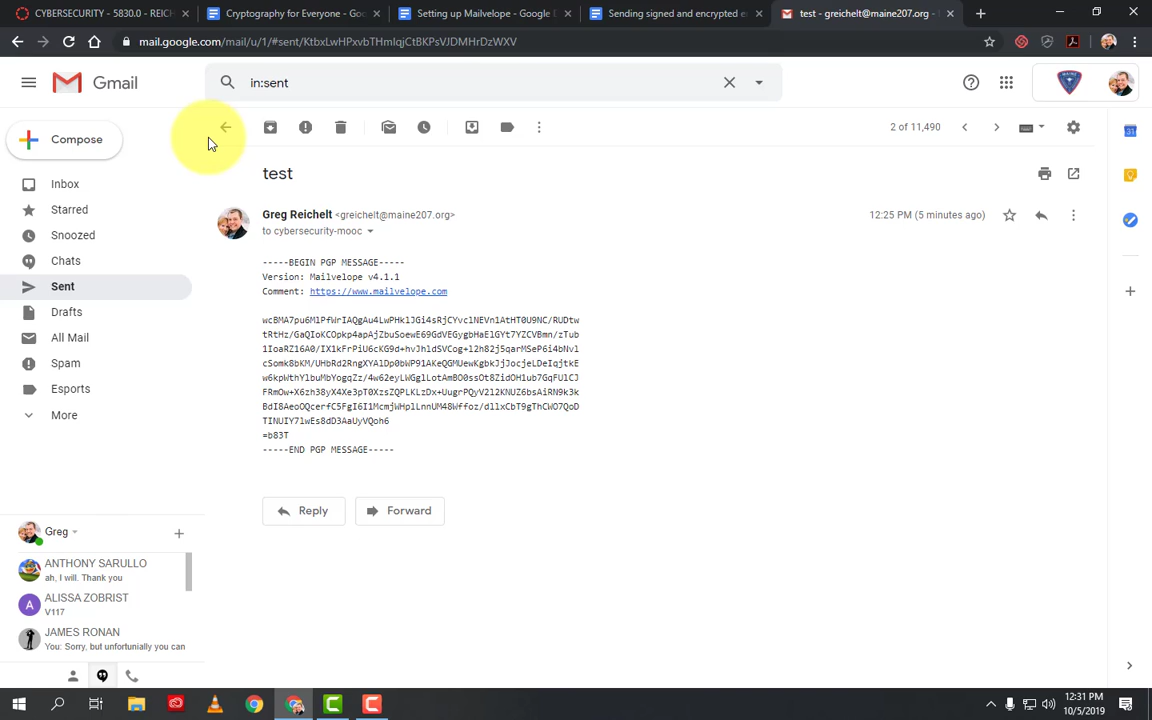 CYBERSECURITY - 5830.0 - REICH
Cryptography for Everyone - Goo
Setting up Mailvelope - Google D
Sending signed and encrypted e
test - greichelt@maine207.org -
mail.google.com/mail/u/1/#sent/KtbxLwHPxvbTHmlqjCtBKPsVJDMHrDzWXV
Gmail
in:sent
Compose
2 of 11,490
test
Inbox
Greg Reichelt <greichelt@maine207.org>
12:25 PM (5 minutes ago)
Starred
to cybersecurity-mooc
Snoozed
Chats
Sent
Drafts
All Mail
Spam
Esports
More
-----BEGIN PGP MESSAGE-----
Version: Mailvelope v4.1.1
Comment: https://www.mailvelope.com
=b83T
-----END PGP MESSAGE-----
Reply
Forward
Greg
ANTHONY SARULLO
ah, I will. Thank you
ALISSA ZOBRIST
V117
JAMES RONAN
You: Sorry, but unfortunially you can
12:31 PM
10/5/2019